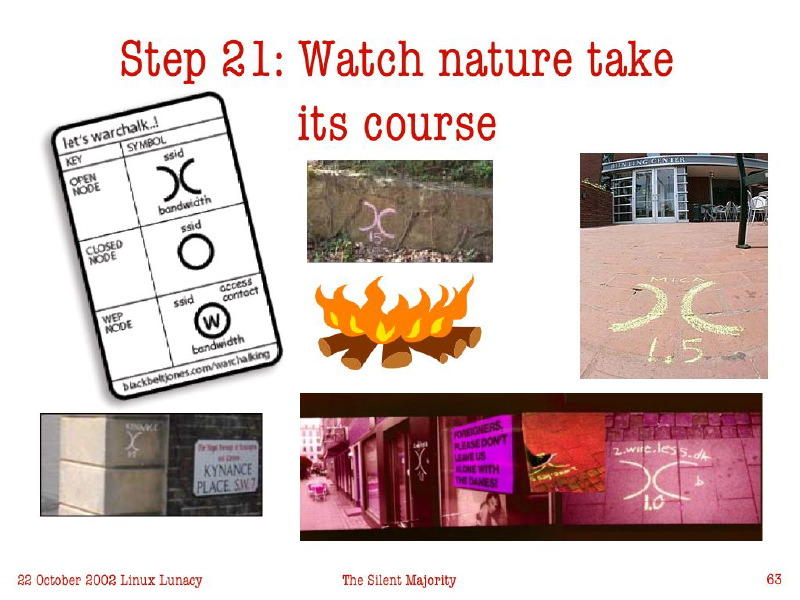 Step 21: Watch nature take
its course
let's warchalk..!
KEY SYMBOL
OPEN
NODE
ssid
bandwidth
CLOSED
NODE
ssid
WEP
NODE
ssid
access
contact
W
bandwidth
blackbeltjones.com/warchalking
1.5
CENTER
MICA
1.5
KYNANCE
PLACE. S.W.7
FOREIGNERS,
PLEASE DON'T
LEAVE US
ALONE WITH
THE DANES!
2.wire.less.dk
b
1.0
22 October 2002 Linux Lunacy
The Silent Majority
63